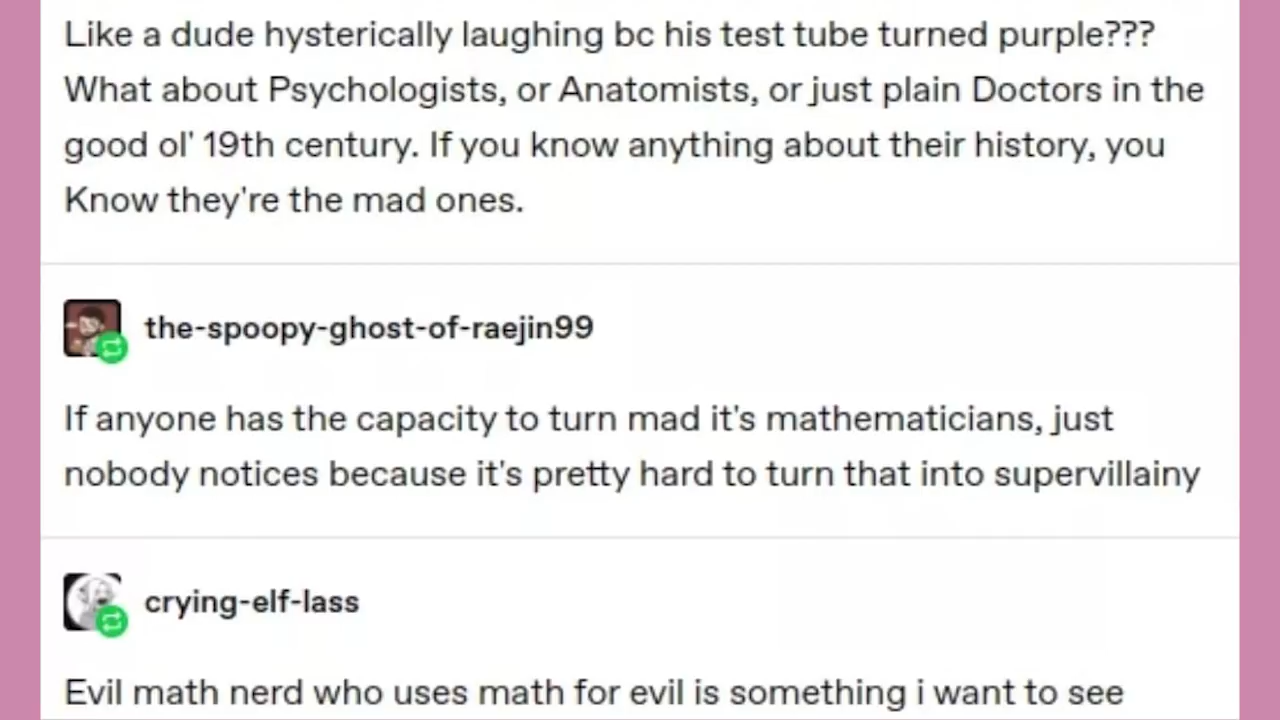 Like a dude hysterically laughing bc his test tube turned purple???
What about Psychologists, or Anatomists, or just plain Doctors in the
good ol' 19th century. If you know anything about their history, you
Know they're the mad ones.
the-spoopy-ghost-of-raejin99
If anyone has the capacity to turn mad it's mathematicians, just
nobody notices because it's pretty hard to turn that into supervillainy
crying-elf-lass
Evil math nerd who uses math for evil is something i want to see